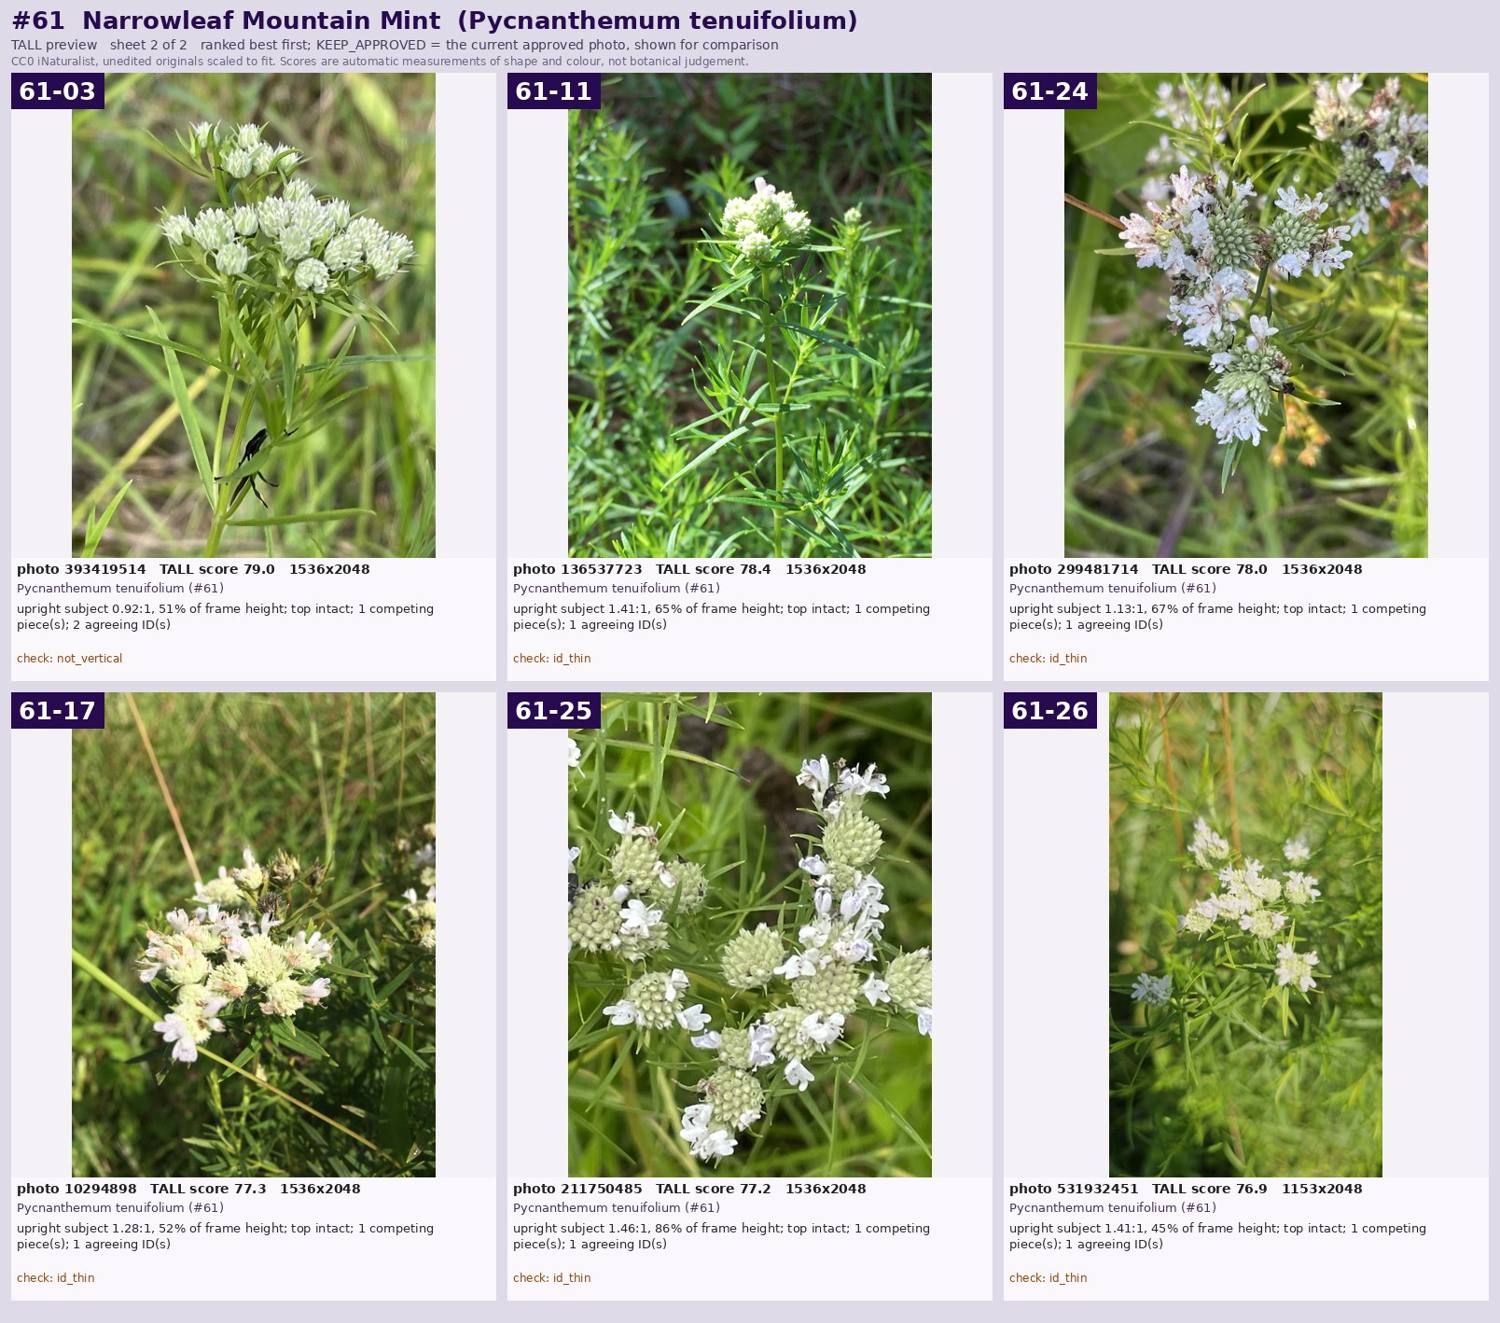 #61  Narrowleaf Mountain Mint  (Pycnanthemum tenuifolium)
TALL preview   sheet 2 of 2   ranked best first; KEEP_APPROVED = the current approved photo, shown for comparison
CC0 iNaturalist, unedited originals scaled to fit. Scores are automatic measurements of shape and colour, not botanical judgement.
61-03
photo 393419514   TALL score 79.0   1536x2048
Pycnanthemum tenuifolium (#61)
upright subject 0.92:1, 51% of frame height; top intact; 1 competing
piece(s); 2 agreeing ID(s)
check: not_vertical
61-11
photo 136537723   TALL score 78.4   1536x2048
Pycnanthemum tenuifolium (#61)
upright subject 1.41:1, 65% of frame height; top intact; 1 competing
piece(s); 1 agreeing ID(s)
check: id_thin
61-24
photo 299481714   TALL score 78.0   1536x2048
Pycnanthemum tenuifolium (#61)
upright subject 1.13:1, 67% of frame height; top intact; 1 competing
piece(s); 1 agreeing ID(s)
check: id_thin
61-17
photo 10294898   TALL score 77.3   1536x2048
Pycnanthemum tenuifolium (#61)
upright subject 1.28:1, 52% of frame height; top intact; 1 competing
piece(s); 1 agreeing ID(s)
check: id_thin
61-25
photo 211750485   TALL score 77.2   1536x2048
Pycnanthemum tenuifolium (#61)
upright subject 1.46:1, 86% of frame height; top intact; 1 competing
piece(s); 1 agreeing ID(s)
check: id_thin
61-26
photo 531932451   TALL score 76.9   1153x2048
Pycnanthemum tenuifolium (#61)
upright subject 1.41:1, 45% of frame height; top intact; 1 competing
piece(s); 1 agreeing ID(s)
check: id_thin